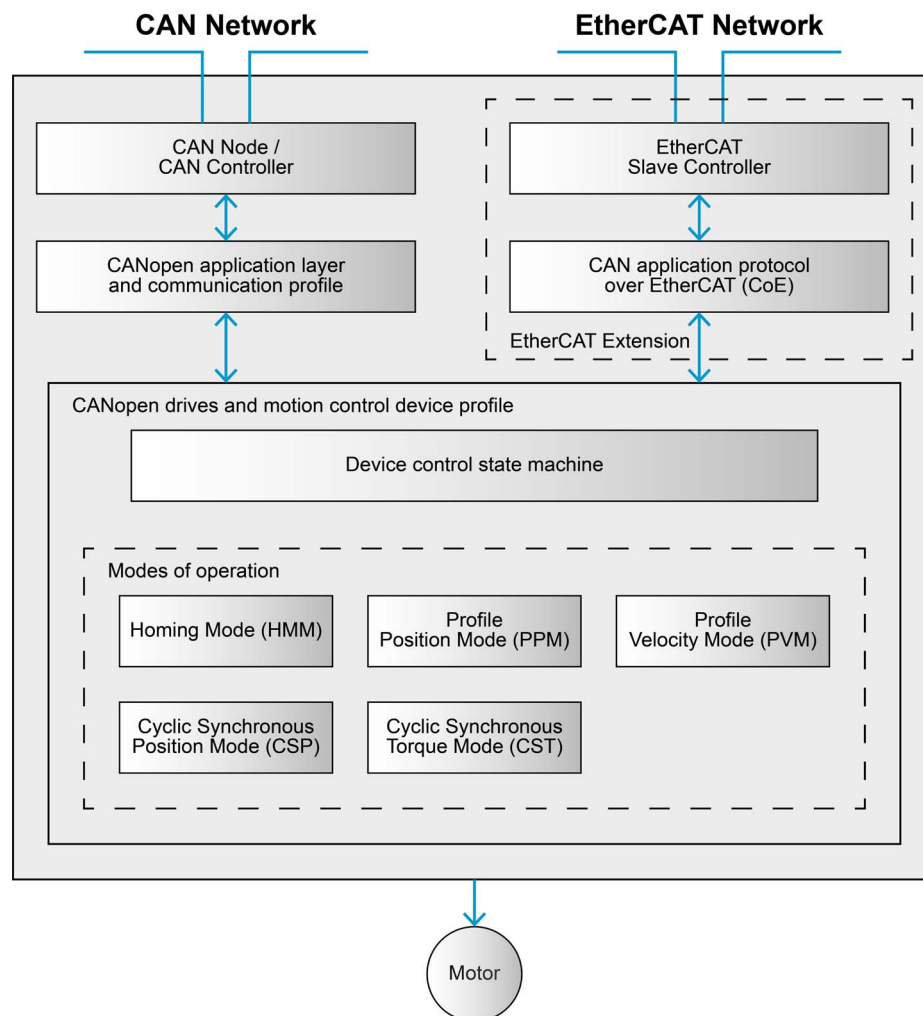 CAN Network
EtherCAT Network
CAN Node /
CAN Controller
EtherCAT
Slave Controller
CANopen application layer
and communication profile
CAN application protocol
over EtherCAT (CoE)
EtherCAT Extension
CANopen drives and motion control device profile
Device control state machine
Modes of operation
Homing Mode (HMM)
Profile
Position Mode (PPM)
Profile
Velocity Mode (PVM)
Cyclic Synchronous
Position Mode (CSP)
Cyclic Synchronous
Torque Mode (CST)
Motor